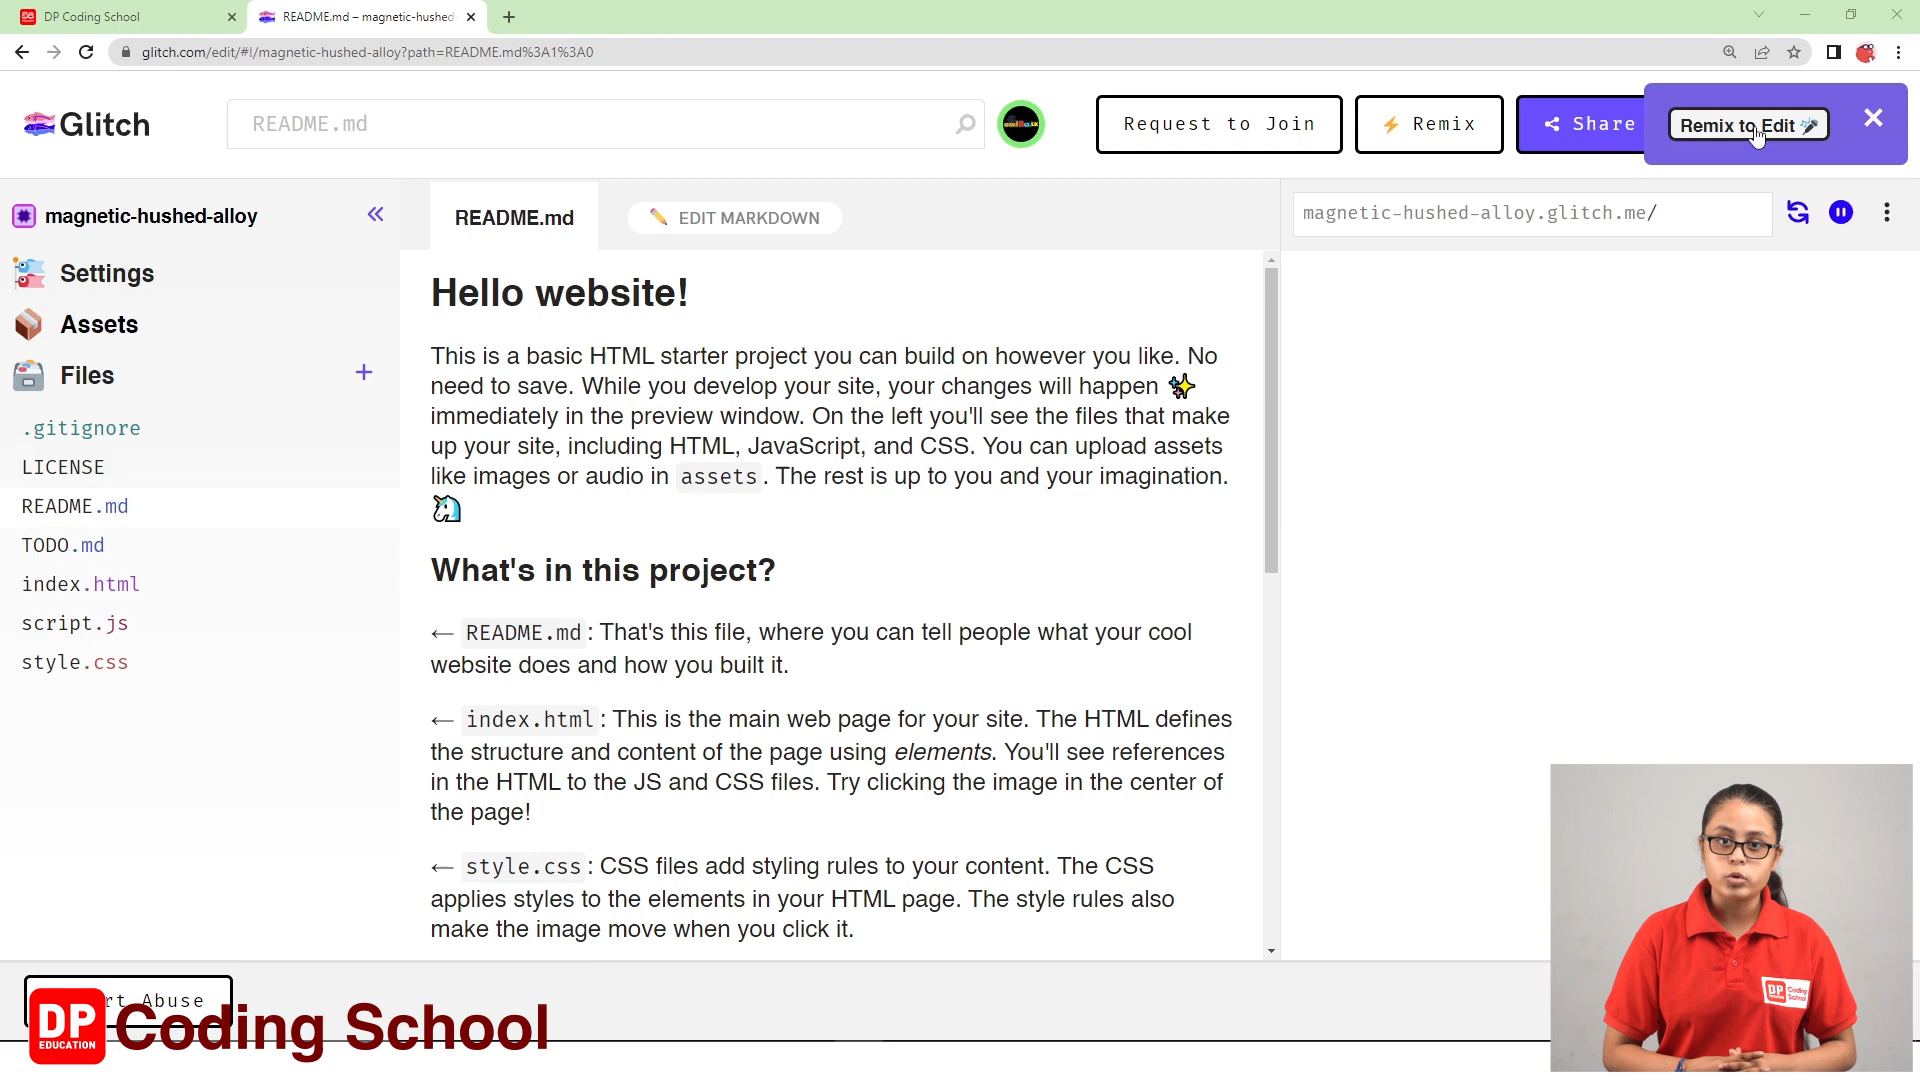 DP Coding School
README.md – magnetic-hushed-
glitch.com/edit/#!/magnetic-hushed-alloy?path=README.md%3A1%3A0
Glitch
README.md
Request to Join
Remix
Share
Remix to Edit
magnetic-hushed-alloy
README.md
EDIT MARKDOWN
magnetic-hushed-alloy.glitch.me/
Settings
Assets
Files
.gitignore
LICENSE
README.md
TODO.md
index.html
script.js
style.css
Hello website!
This is a basic HTML starter project you can build on however you like. No
need to save. While you develop your site, your changes will happen ✨
immediately in the preview window. On the left you'll see the files that make
up your site, including HTML, JavaScript, and CSS. You can upload assets
like images or audio in assets. The rest is up to you and your imagination.
🦄
What's in this project?
← README.md: That's this file, where you can tell people what your cool
website does and how you built it.
← index.html: This is the main web page for your site. The HTML defines
the structure and content of the page using elements. You'll see references
in the HTML to the JS and CSS files. Try clicking the image in the center of
the page!
← style.css: CSS files add styling rules to your content. The CSS
applies styles to the elements in your HTML page. The style rules also
make the image move when you click it.
rt Abuse
DP EDUCATION
Coding School
DP
Coding
School